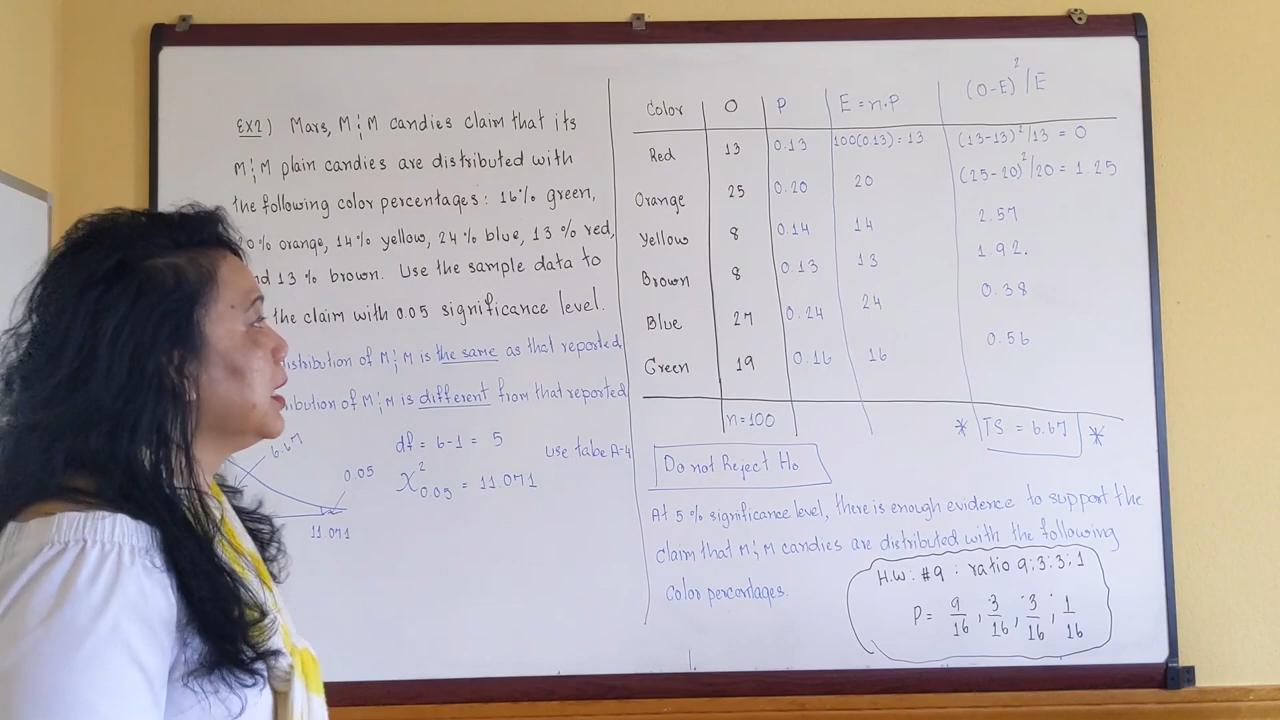 EX2) Mars, M;M candies claim that its
M;M plain candies are distributed with
the following color percentages: 16% green,
0% orange, 14% yellow, 24% blue, 13% red,
d 13% brown. Use the sample data to
the claim with 0.05 significance level.
istribution of M;M is the same as that reported
ibution of M;M is different from that reported
df = 6-1 = 5
use tabe A-4
X²0.05 = 11.071
6.67
0.05
11.071
Color O P E = n.P (O-E)²/E
Red 13 0.13 100(0.13) = 13 (13-13)²/13 = 0
Orange 25 0.20 20 (25-20)²/20 = 1.25
Yellow 8 0.14 14 2.57
Brown 8 0.13 13 1.92.
Blue 27 0.24 24 0.38
Green 19 0.16 16 0.56
n=100 * TS = 6.67 *
Do not Reject Ho
At 5% significance level, there is enough evidence to support the
claim that M;M candies are distributed with the following
color percentages.
H.W: #9: ratio 9:3:3:1
P = 9/16, 3/16, 3/16, 1/16